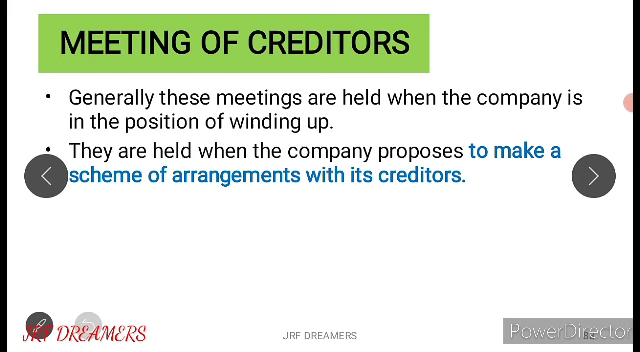 MEETING OF CREDITORS
• Generally these meetings are held when the company is
in the position of winding up.
• They are held when the company proposes to make a
scheme of arrangements with its creditors.
JRF DREAMERS
JRF DREAMERS
PowerDirector